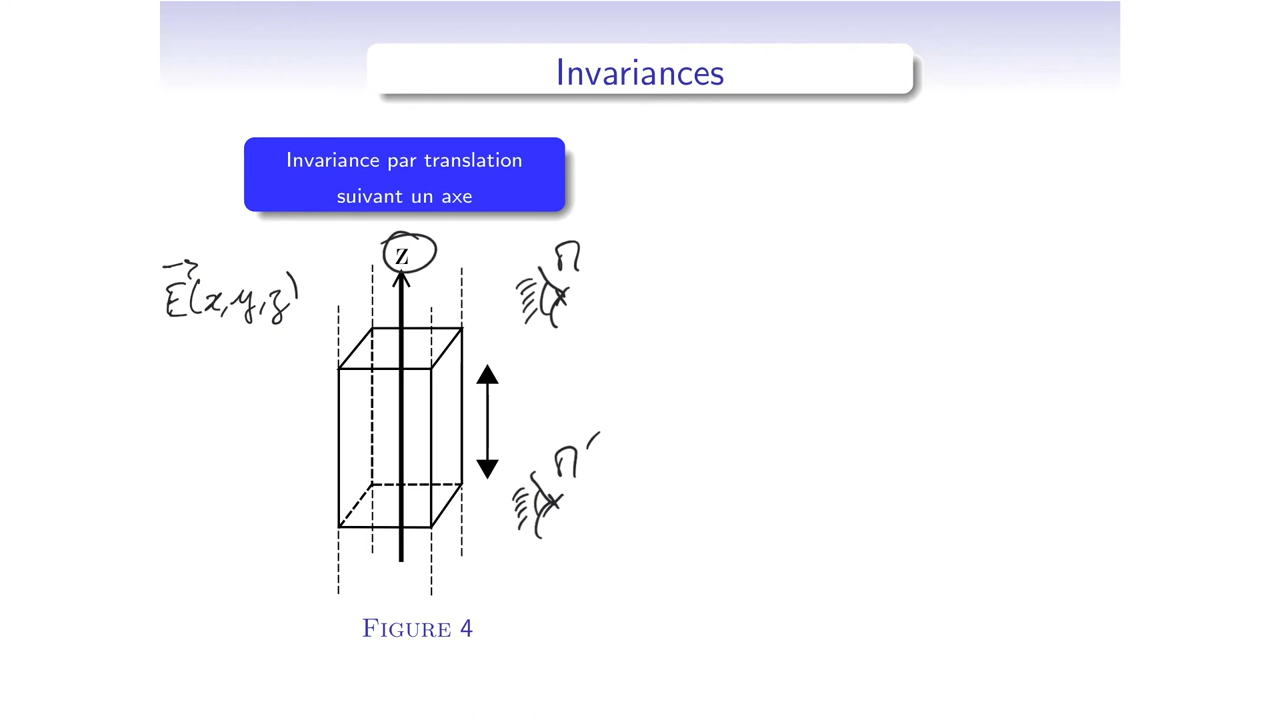 Invariances
Invariance par translation
suivant un axe
z
E(x,y,z)
M
M'
FIGURE 4